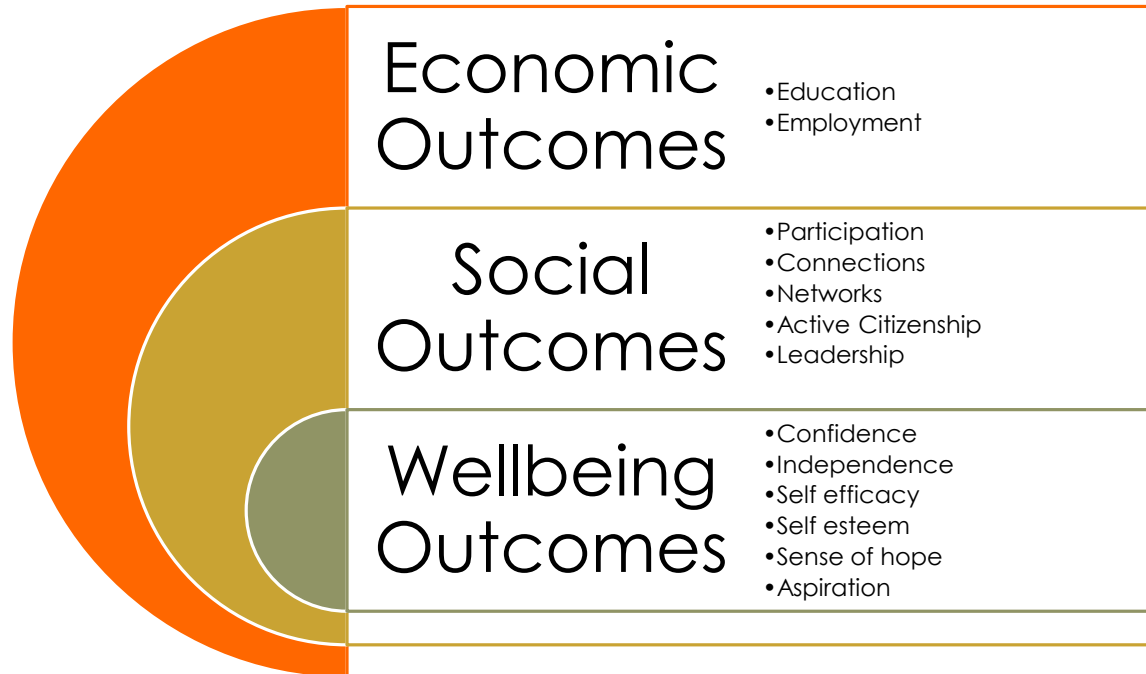 Economic
Outcomes
•Education
•Employment
Social
Outcomes
•Participation
•Connections
•Networks
•Active Citizenship
•Leadership
Wellbeing
Outcomes
•Confidence
•Independence
•Self efficacy
•Self esteem
•Sense of hope
•Aspiration